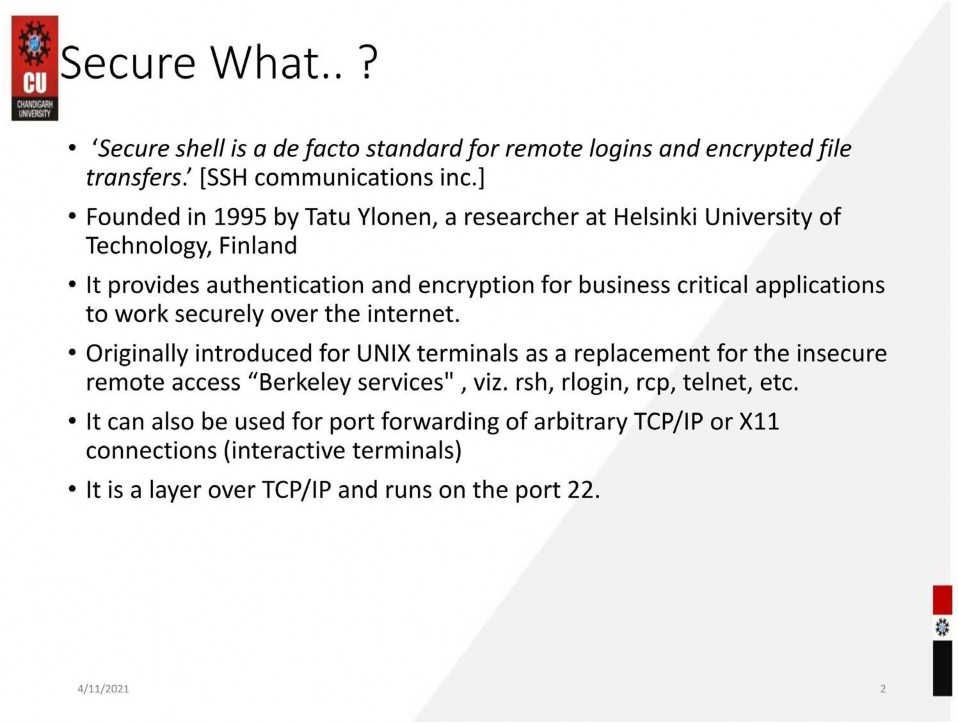 CU
CHANDIGARH
UNIVERSITY
Secure What.. ?
• ‘Secure shell is a de facto standard for remote logins and encrypted file
transfers.’ [SSH communications inc.]
• Founded in 1995 by Tatu Ylonen, a researcher at Helsinki University of
Technology, Finland
• It provides authentication and encryption for business critical applications
to work securely over the internet.
• Originally introduced for UNIX terminals as a replacement for the insecure
remote access “Berkeley services" , viz. rsh, rlogin, rcp, telnet, etc.
• It can also be used for port forwarding of arbitrary TCP/IP or X11
connections (interactive terminals)
• It is a layer over TCP/IP and runs on the port 22.
4/11/2021
2